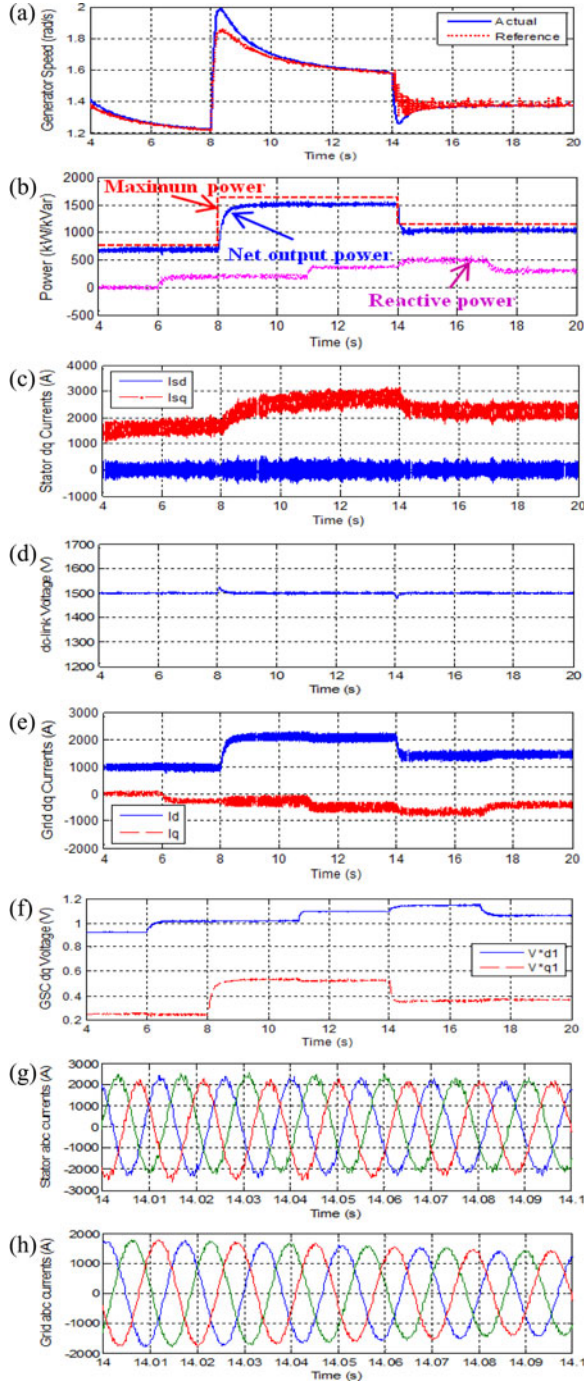 (a)
Generator Speed (rad/s)
2
1.8
1.6
1.4
1.2
Actual
Reference
4 6 8 10 12 14 16 18 20
Time (s)
(b)
Power (kW/kVar)
2000
1500
1000
500
0
-500
Maximum power
Net output power
Reactive power
4 6 8 10 12 14 16 18 20
Time (s)
(c)
Stator dq Currents (A)
4000
3000
2000
1000
0
-1000
Isd
Isq
4 6 8 10 12 14 16 18 20
Time (s)
(d)
dc-link Voltage (V)
1700
1600
1500
1400
1300
1200
4 6 8 10 12 14 16 18 20
Time (s)
(e)
Grid dq Currents (A)
3000
2000
1000
0
-1000
-2000
Id
Iq
4 6 8 10 12 14 16 18 20
Time (s)
(f)
GSC dq Voltage (V)
1.2
1
0.8
0.6
0.4
0.2
V*d1
V*q1
4 6 8 10 12 14 16 18 20
Time (s)
(g)
Stator abc currents (A)
3000
2000
1000
0
-1000
-2000
-3000
14 14.01 14.02 14.03 14.04 14.05 14.06 14.07 14.08 14.09 14.1
Time (s)
(h)
Grid abc currents (A)
2000
1000
0
-1000
-2000
14 14.01 14.02 14.03 14.04 14.05 14.06 14.07 14.08 14.09 14.1
Time (s)